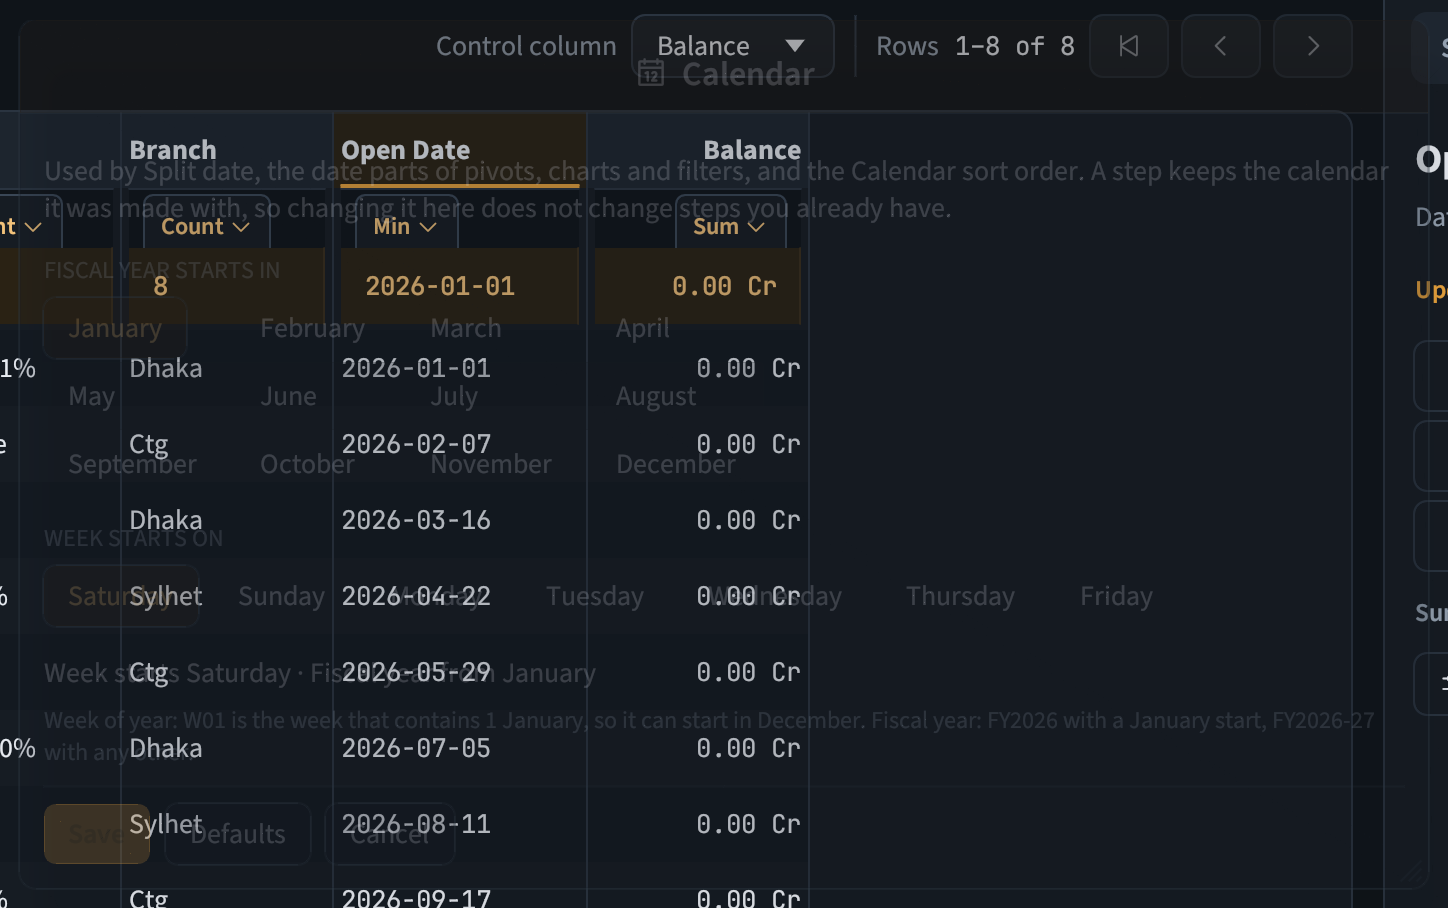 Control column Balance Rows 1–8 of 8
Calendar
Branch Open Date Balance
Used by Split date, the date parts of pivots, charts and filters, and the Calendar sort order. A step keeps the calendar
it was made with, so changing it here does not change steps you already have.
Count Min Sum
FISCAL YEAR STARTS IN
8 2026-01-01 0.00 Cr
January February March April
1% Dhaka 2026-01-01 0.00 Cr
May June July August
Ctg 2026-02-07 0.00 Cr
September October November December
Dhaka 2026-03-16 0.00 Cr
WEEK STARTS ON
% Sylhet 2026-04-22 0.00 Cr
Saturday Sunday Monday Tuesday Wednesday Thursday Friday
Ctg 2026-05-29 0.00 Cr
Week starts Saturday · Fiscal year from January
Week of year: W01 is the week that contains 1 January, so it can start in December. Fiscal year: FY2026 with a January start, FY2026-27
with any other.
0% Dhaka 2026-07-05 0.00 Cr
Sylhet 2026-08-11 0.00 Cr
Save Defaults Cancel
% Ctg 2026-09-17 0.00 Cr